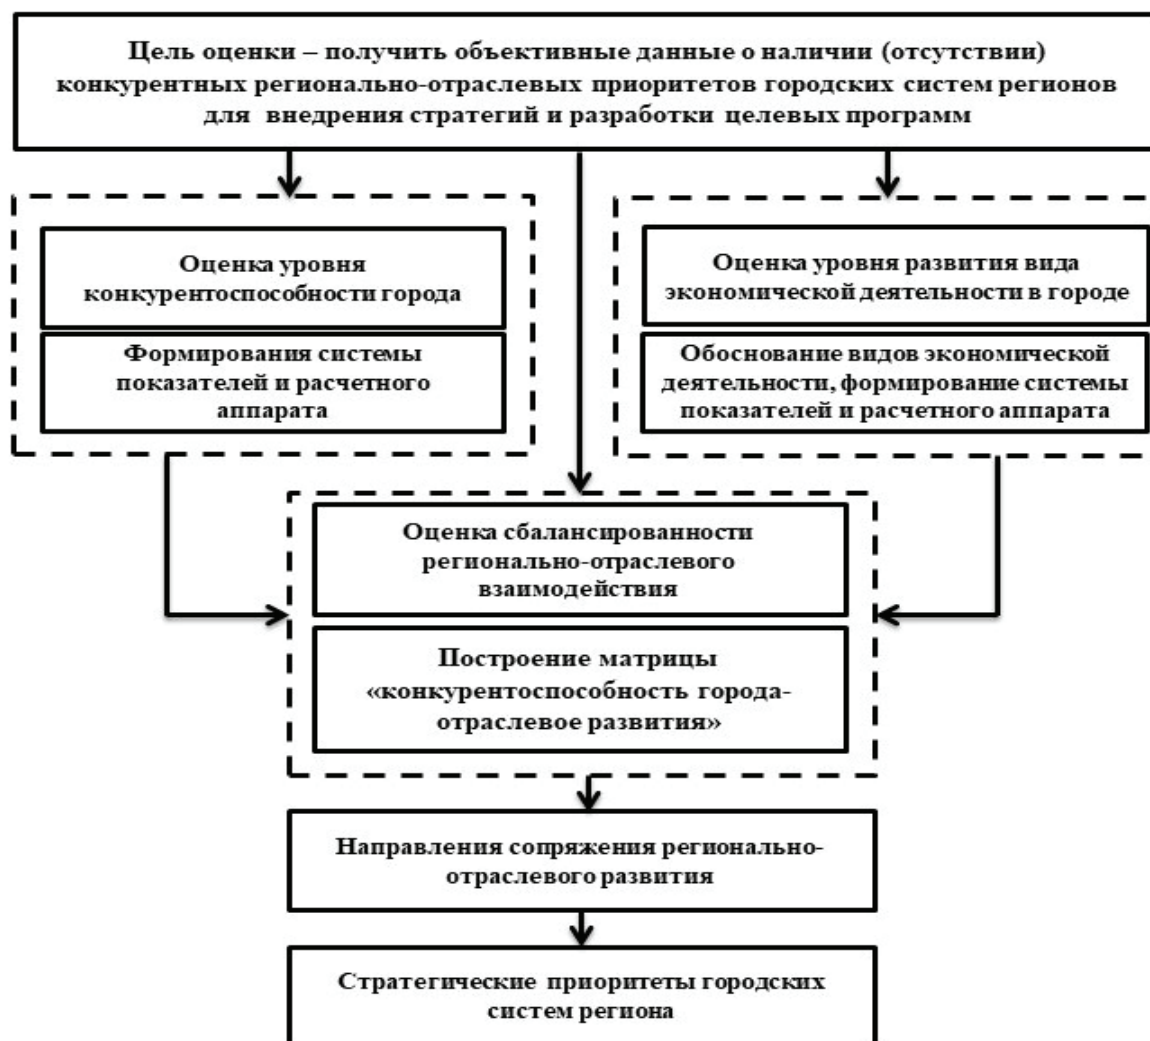 Цель оценки – получить объективные данные о наличии (отсутствии)
конкурентных регионально-отраслевых приоритетов городских систем регионов
для внедрения стратегий и разработки целевых программ
Оценка уровня
конкурентоспособности города
Формирования системы
показателей и расчетного
аппарата
Оценка уровня развития вида
экономической деятельности в городе
Обоснование видов экономической
деятельности, формирование системы
показателей и расчетного аппарата
Оценка сбалансированности
регионально-отраслевого
взаимодействия
Построение матрицы
«конкурентоспособность города-
отраслевое развития»
Направления сопряжения регионально-
отраслевого развития
Стратегические приоритеты городских
систем региона